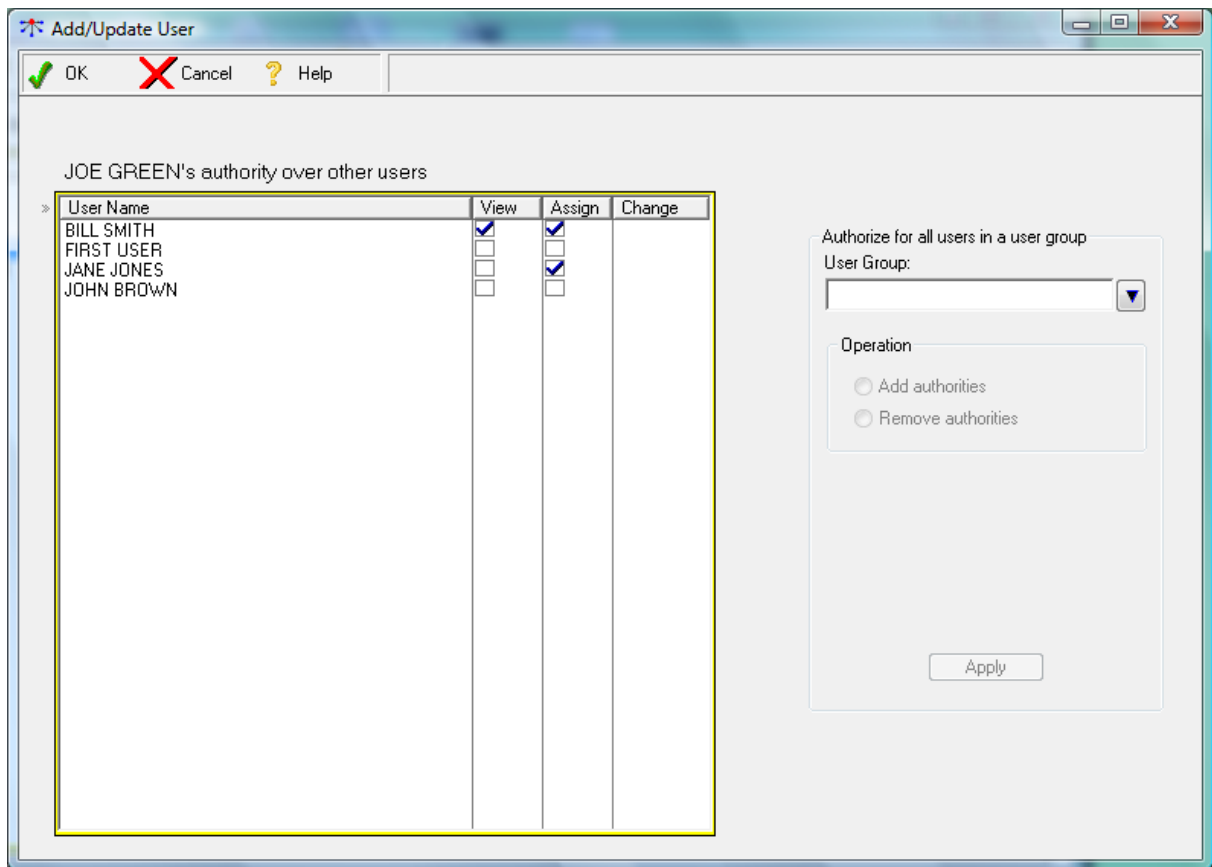 Add/Update User
OK Cancel Help
JOE GREEN's authority over other users
» User Name View Assign Change
BILL SMITH
FIRST USER
JANE JONES
JOHN BROWN
Authorize for all users in a user group
User Group:
Operation
Add authorities
Remove authorities
Apply